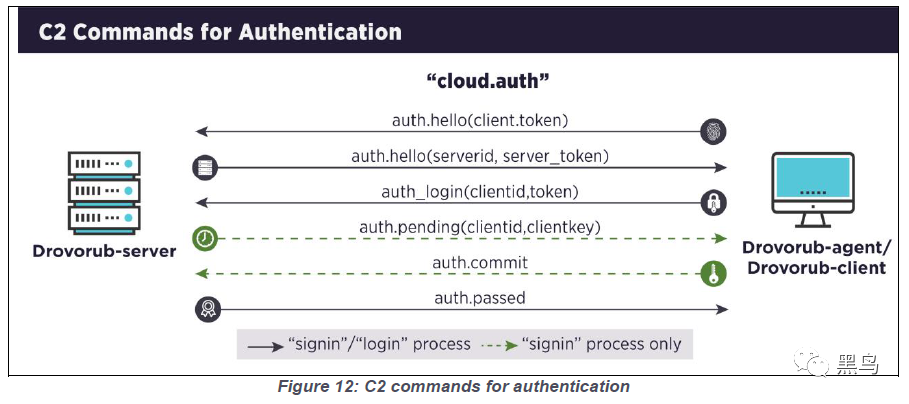 C2 Commands for Authentication
“cloud.auth”
auth.hello(client.token)
auth.hello(serverid, server_token)
auth_login(clientid,token)
auth.pending(clientid,clientkey)
auth.commit
auth.passed
Drovorub-server
Drovorub-agent/
Drovorub-client
“signin”/“login” process
“signin” process only
黑鸟
Figure 12: C2 commands for authentication